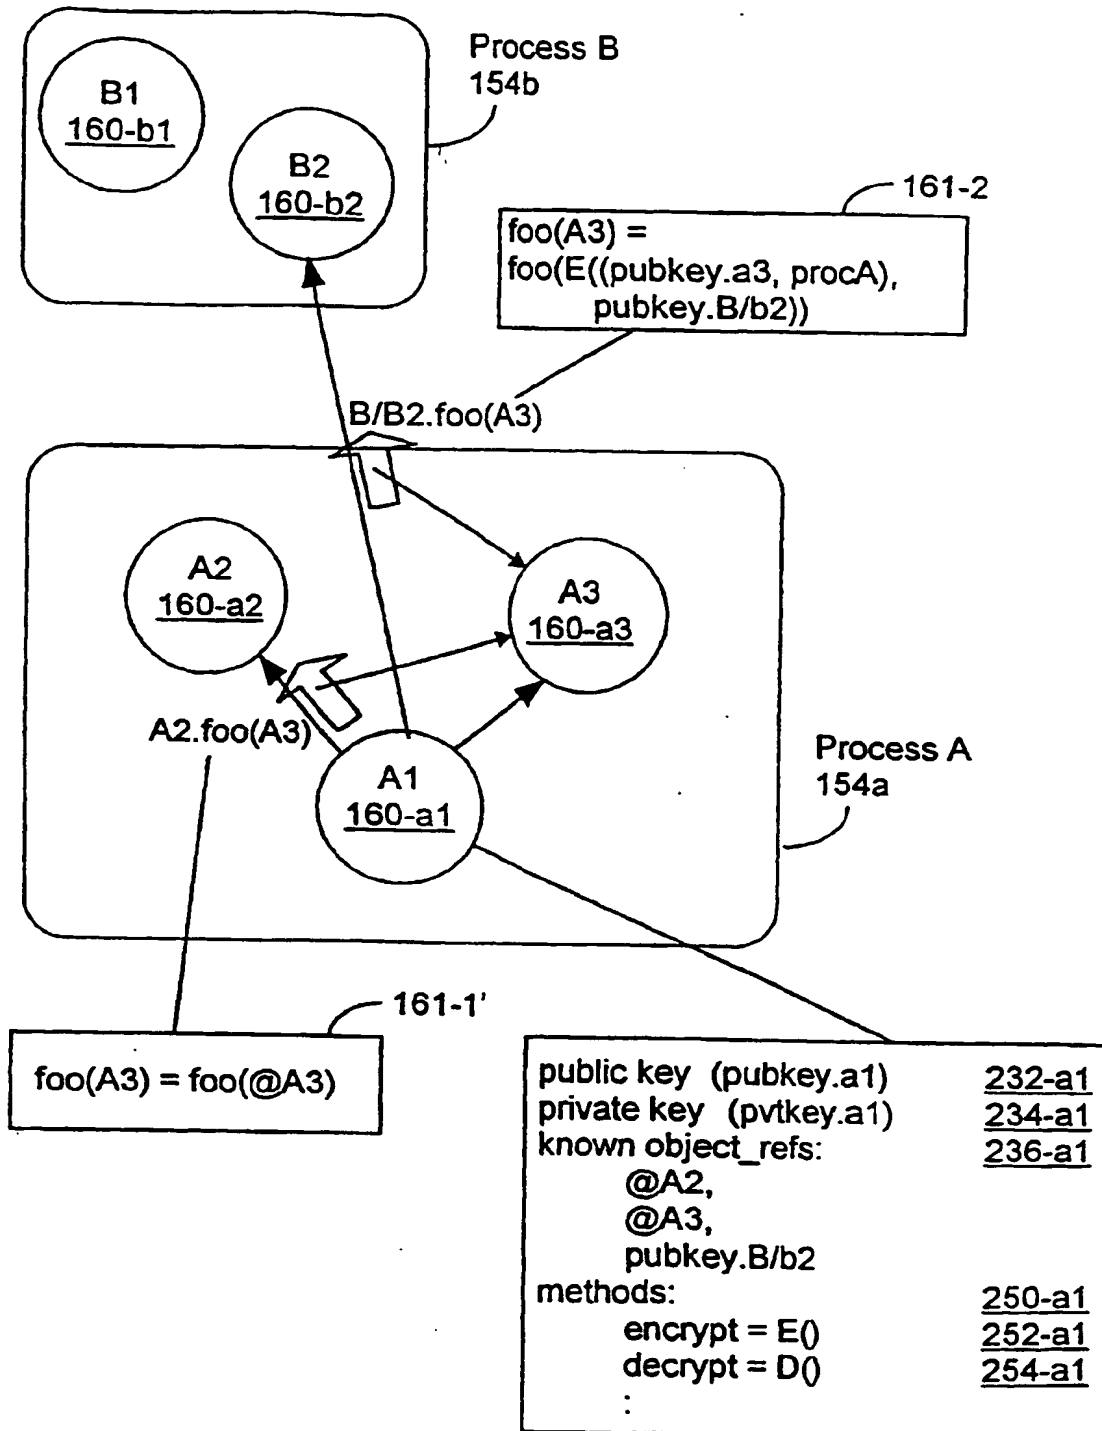 Process B
154b
B1
160-b1
B2
160-b2
161-2
foo(A3) =
foo(E((pubkey.a3, procA),
pubkey.B/b2))
B/B2.foo(A3)
A2
160-a2
A3
160-a3
A2.foo(A3)
A1
160-a1
Process A
154a
161-1'
foo(A3) = foo(@A3)
public key (pubkey.a1) 232-a1
private key (pvtkey.a1) 234-a1
known object_refs: 236-a1
@A2,
@A3,
pubkey.B/b2
methods: 250-a1
encrypt = E() 252-a1
decrypt = D() 254-a1
: